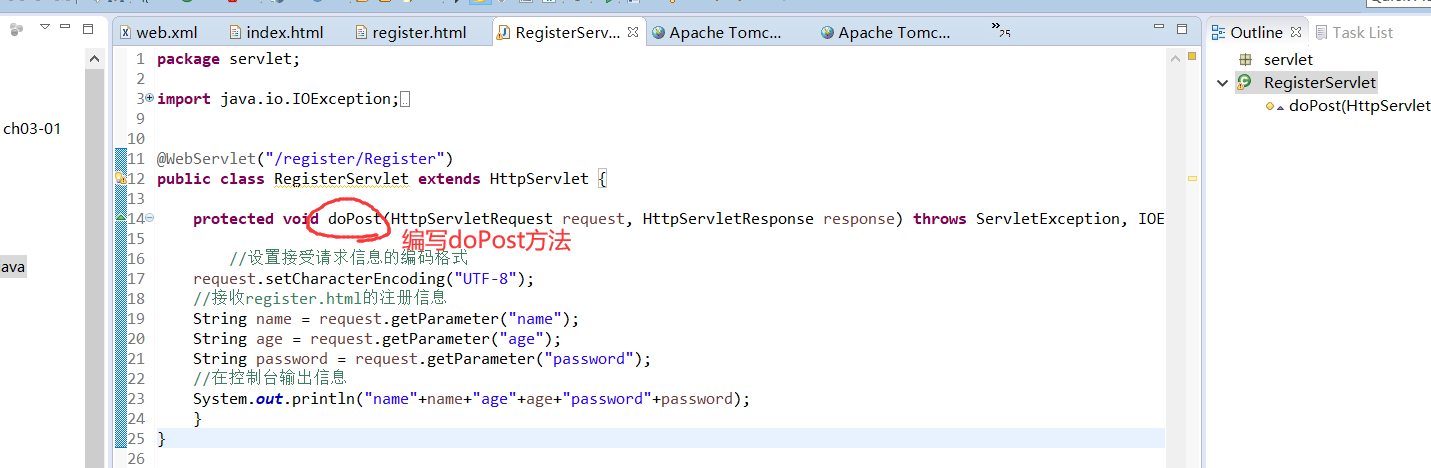 web.xml
index.html
register.html
RegisterServ...
Apache Tomc...
Apache Tomc...
25
Outline
Task List
servlet
RegisterServlet
doPost(HttpServlet
ch03-01
ava
1 package servlet;
2
3 import java.io.IOException;
9
10
11 @WebServlet("/register/Register")
12 public class RegisterServlet extends HttpServlet {
13
14 protected void doPost(HttpServletRequest request, HttpServletResponse response) throws ServletException, IOE
编写doPost方法
15
16 //设置接受请求信息的编码格式
17 request.setCharacterEncoding("UTF-8");
18 //接收register.html的注册信息
19 String name = request.getParameter("name");
20 String age = request.getParameter("age");
21 String password = request.getParameter("password");
22 //在控制台输出信息
23 System.out.println("name"+name+"age"+age+"password"+password);
24 }
25 }
26